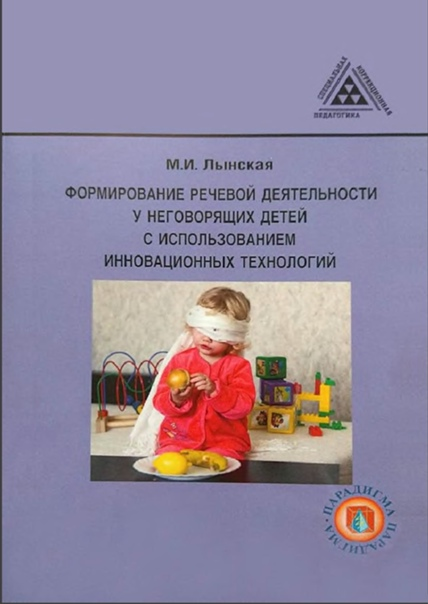 СПЕЦИАЛЬНАЯ
КОРРЕКЦИОННАЯ
ПЕДАГОГИКА
М.И. Лынская
ФОРМИРОВАНИЕ РЕЧЕВОЙ ДЕЯТЕЛЬНОСТИ
У НЕГОВОРЯЩИХ ДЕТЕЙ
С ИСПОЛЬЗОВАНИЕМ
ИННОВАЦИОННЫХ ТЕХНОЛОГИЙ
ПАРАДИГМА · ПАРАДИГМА ·